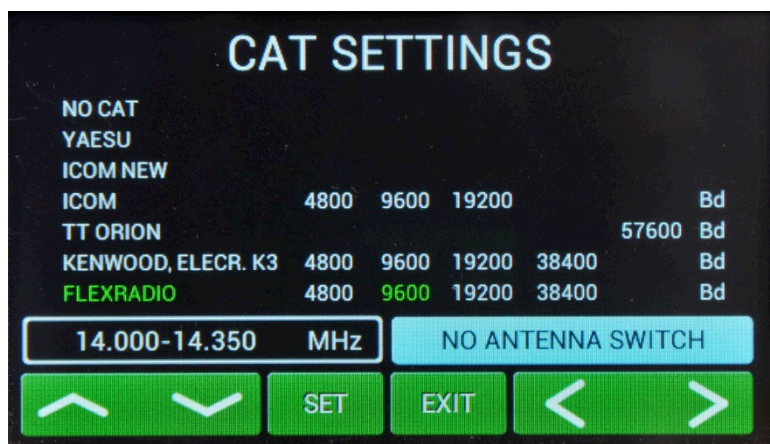 CAT SETTINGS
NO CAT
YAESU
ICOM NEW
ICOM 4800 9600 19200 Bd
TT ORION 57600 Bd
KENWOOD, ELECR. K3 4800 9600 19200 38400 Bd
FLEXRADIO 4800 9600 19200 38400 Bd
14.000-14.350 MHz NO ANTENNA SWITCH
SET EXIT